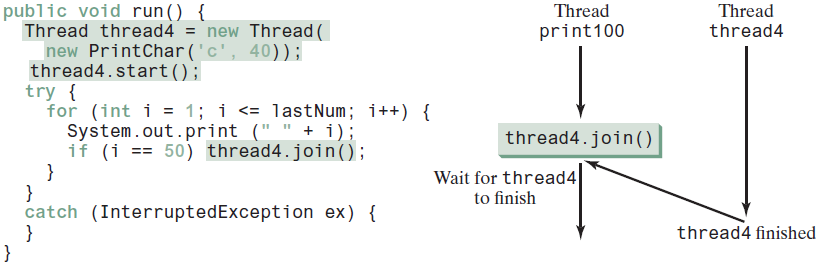 public void run() {
Thread thread4 = new Thread(
new PrintChar('c', 40));
thread4.start();
try {
for (int i = 1; i <= lastNum; i++) {
System.out.print (" " + i);
if (i == 50) thread4.join();
}
}
catch (InterruptedException ex) {
}
}
Thread
print100
Thread
thread4
thread4.join()
Wait for thread4
to finish
thread4 finished